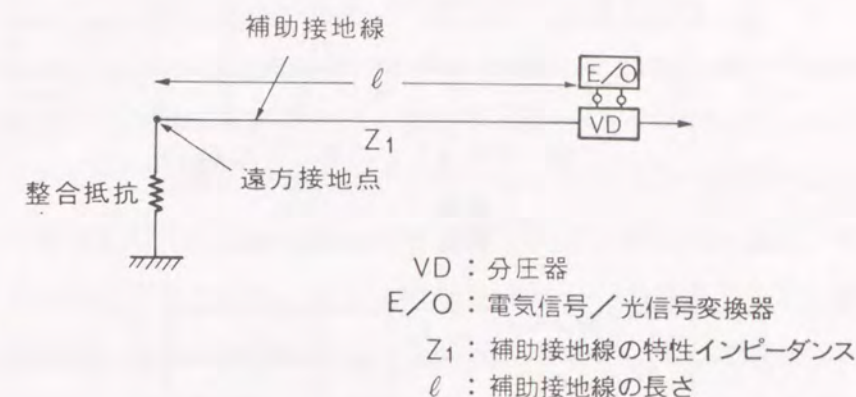 補助接地線
ℓ
E/O
VD
Z1
遠方接地点
整合抵抗
VD：分圧器
E/O：電気信号/光信号変換器
Z1：補助接地線の特性インピーダンス
ℓ：補助接地線の長さ